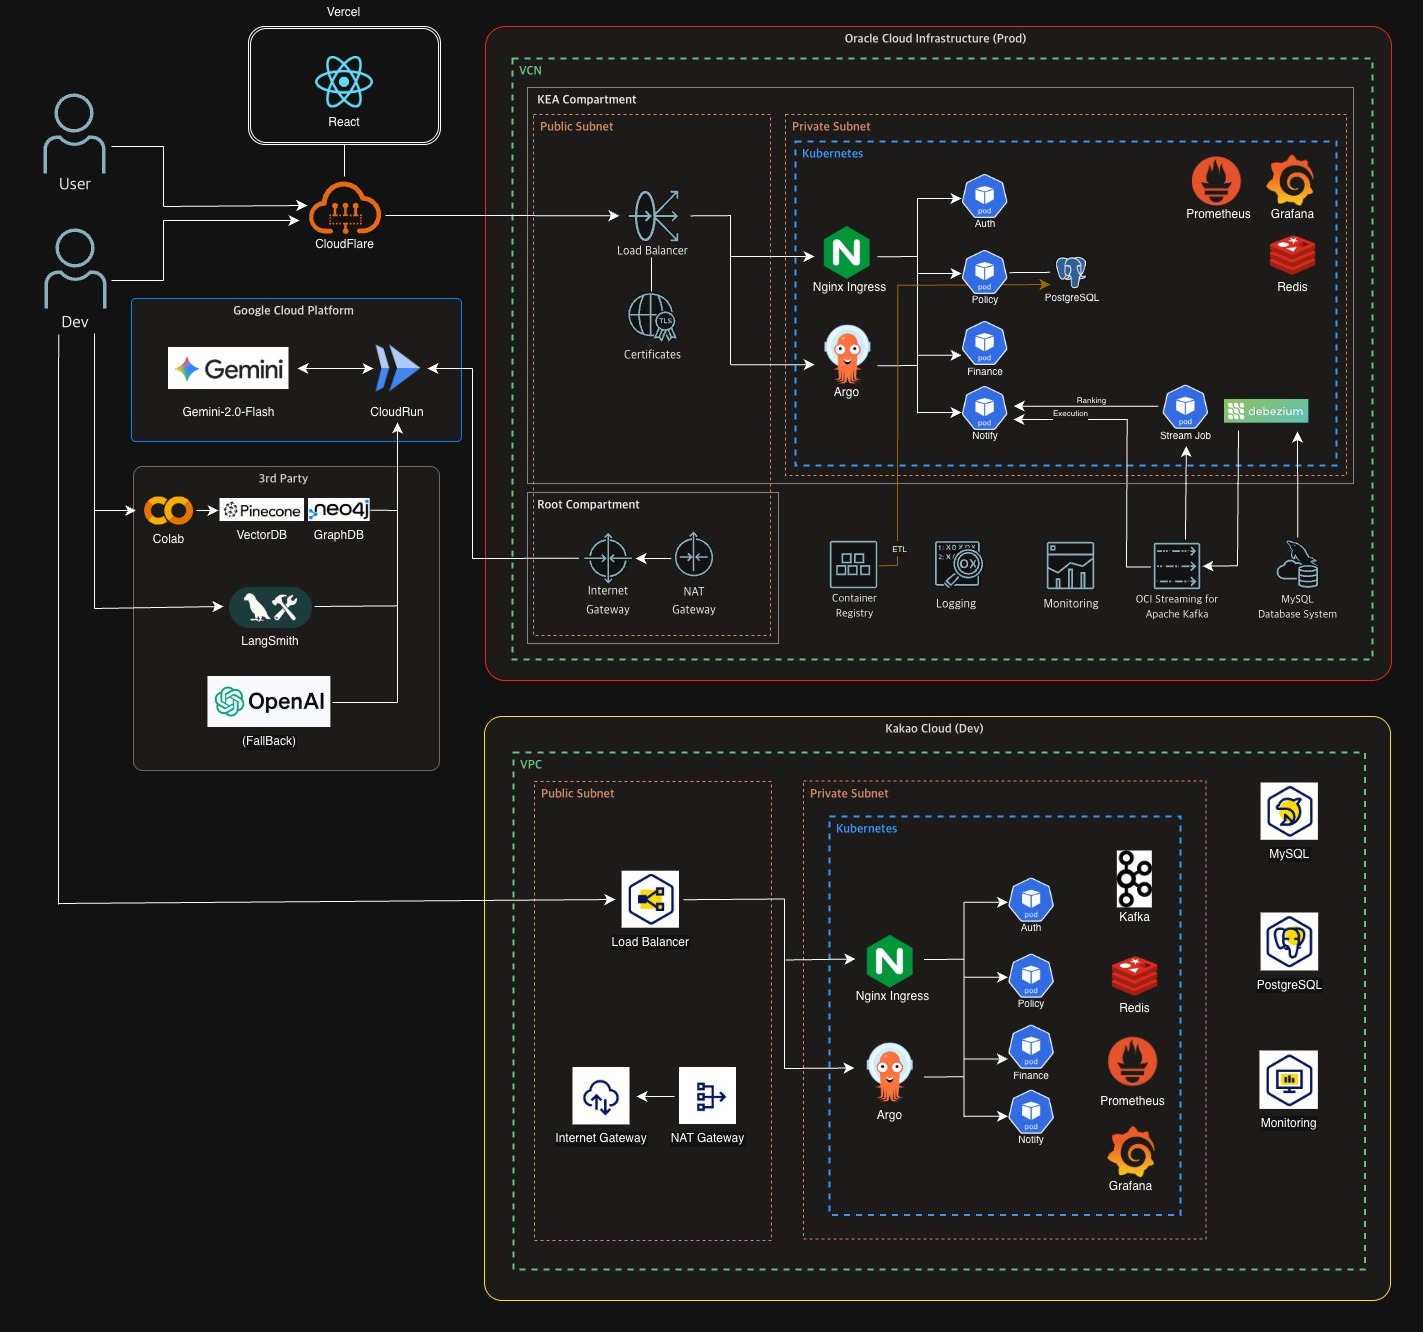 Vercel
React
User
CloudFlare
Dev
Google Cloud Platform
Gemini
Gemini-2.0-Flash
CloudRun
3rd Party
Colab
Pinecone
VectorDB
neo4j
GraphDB
LangSmith
OpenAI
(FallBack)
Oracle Cloud Infrastructure (Prod)
VCN
KEA Compartment
Public Subnet
Load Balancer
TLS
Certificates
Private Subnet
Kubernetes
N
Nginx Ingress
Argo
pod
Auth
pod
Policy
PostgreSQL
pod
Finance
pod
Notify
Ranking
Execution
pod
Stream Job
debezium
Prometheus
Grafana
Redis
Root Compartment
Internet
Gateway
NAT
Gateway
Container
Registry
ETL
1: X O X O X
2: X
OX
Logging
Monitoring
OCI Streaming for
Apache Kafka
MySQL
Database System
Kakao Cloud (Dev)
VPC
Public Subnet
Load Balancer
Internet Gateway
NAT Gateway
Private Subnet
Kubernetes
N
Nginx Ingress
Argo
pod
Auth
pod
Policy
pod
Finance
pod
Notify
Kafka
Redis
Prometheus
Grafana
MySQL
PostgreSQL
Monitoring